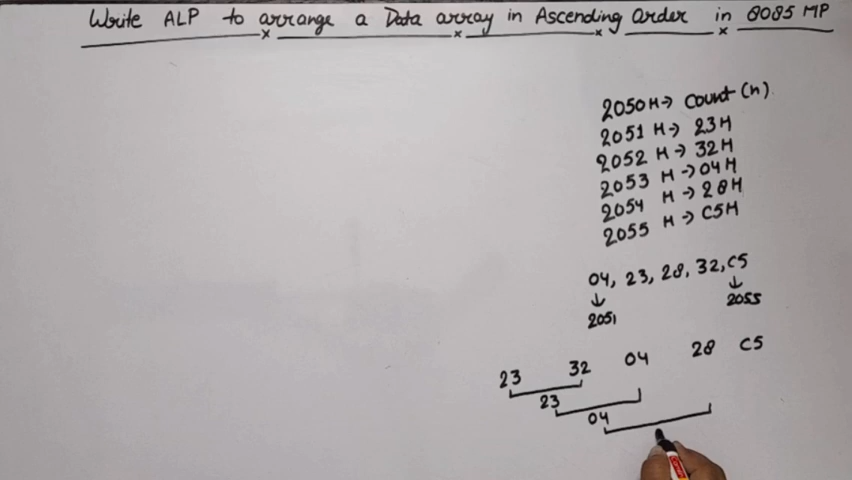 Write ALP to arrange a Data array in Ascending Order in 8085 MP
2050H→ Count(n)
2051 H→ 23H
2052 H→ 32H
2053 H→04H
2054 H→ 28H
2055 H→ C5H
04, 23, 28, 32, C5
↓ ↓
2051 2055
23 32 04 28 C5
23
04